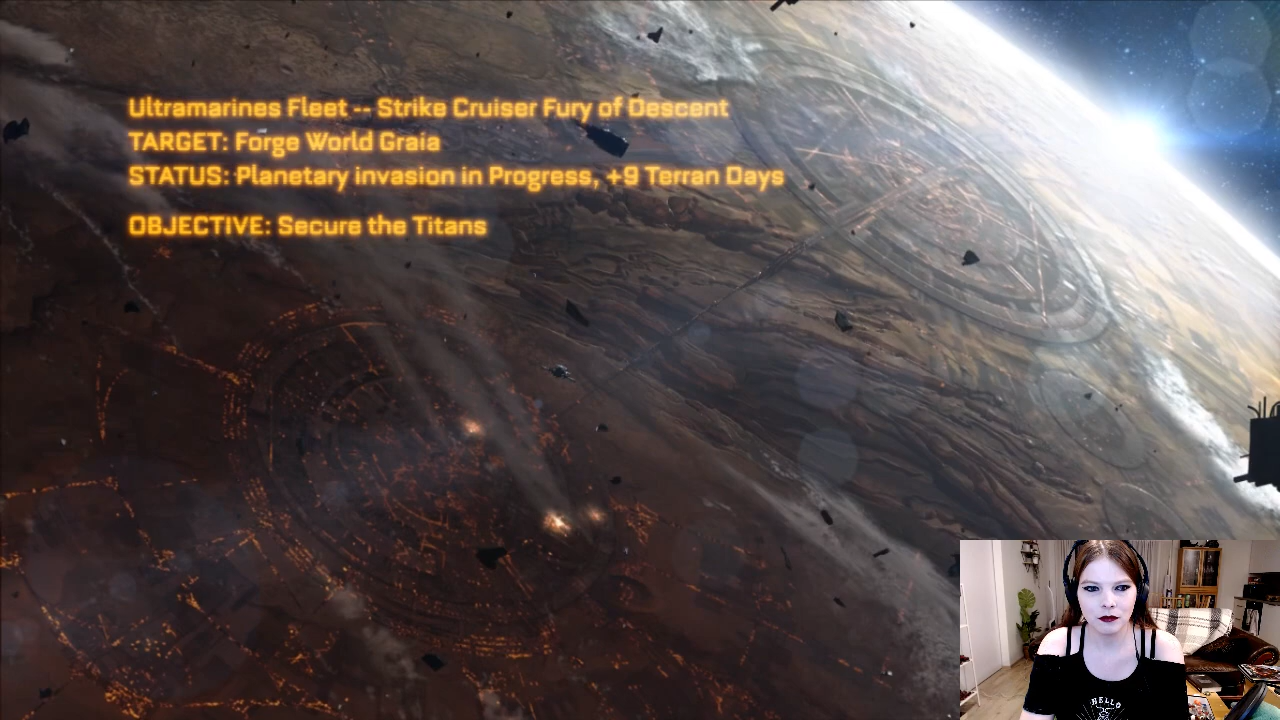 Ultramarines Fleet -- Strike Cruiser Fury of Descent
TARGET: Forge World Graia
STATUS: Planetary invasion in Progress, +9 Terran Days
OBJECTIVE: Secure the Titans
HELLO